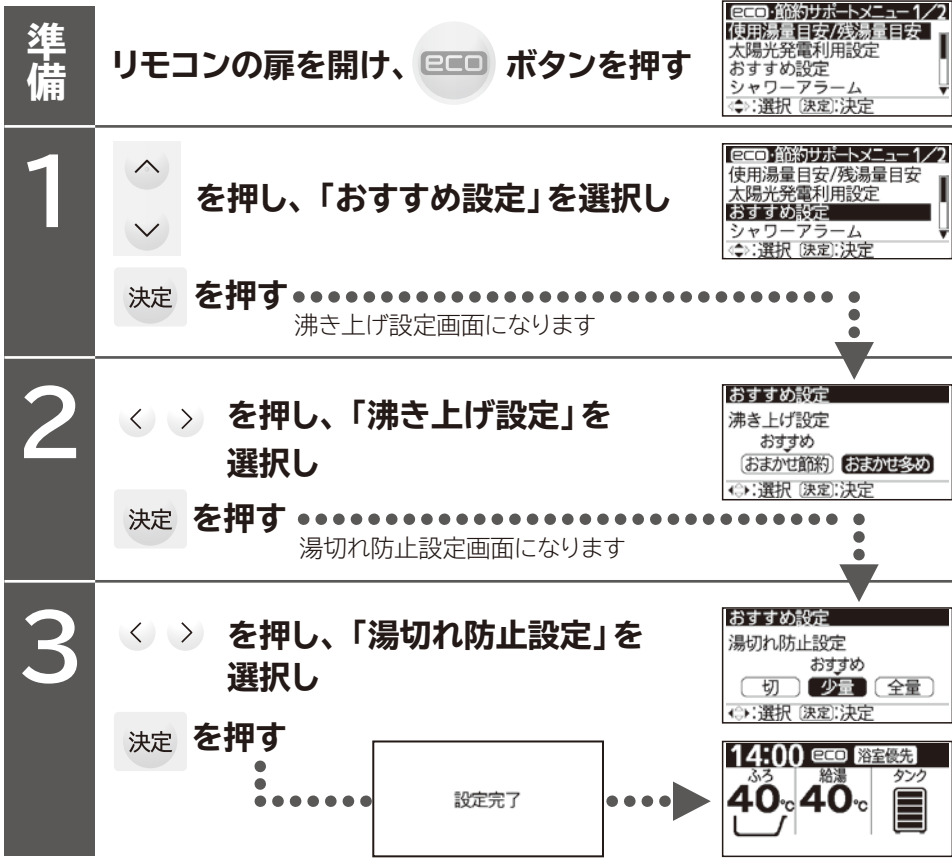 準備
リモコンの扉を開け、 eco ボタンを押す
eco・節約サポートメニュー1/2
使用湯量目安/残湯量目安
太陽光発電利用設定
おすすめ設定
シャワーアラーム
:選択 決定:決定
1
を押し、「おすすめ設定」を選択し
決定 を押す
沸き上げ設定画面になります
eco・節約サポートメニュー1/2
使用湯量目安/残湯量目安
太陽光発電利用設定
おすすめ設定
シャワーアラーム
:選択 決定:決定
2
を押し、「沸き上げ設定」を
選択し
決定 を押す
湯切れ防止設定画面になります
おすすめ設定
沸き上げ設定
おすすめ
おまかせ節約 おまかせ多め
:選択 決定:決定
3
を押し、「湯切れ防止設定」を
選択し
決定 を押す
おすすめ設定
湯切れ防止設定
おすすめ
切 少量 全量
:選択 決定:決定
設定完了
14:00 eco 浴室優先
ふろ 給湯 タンク
40℃ 40℃